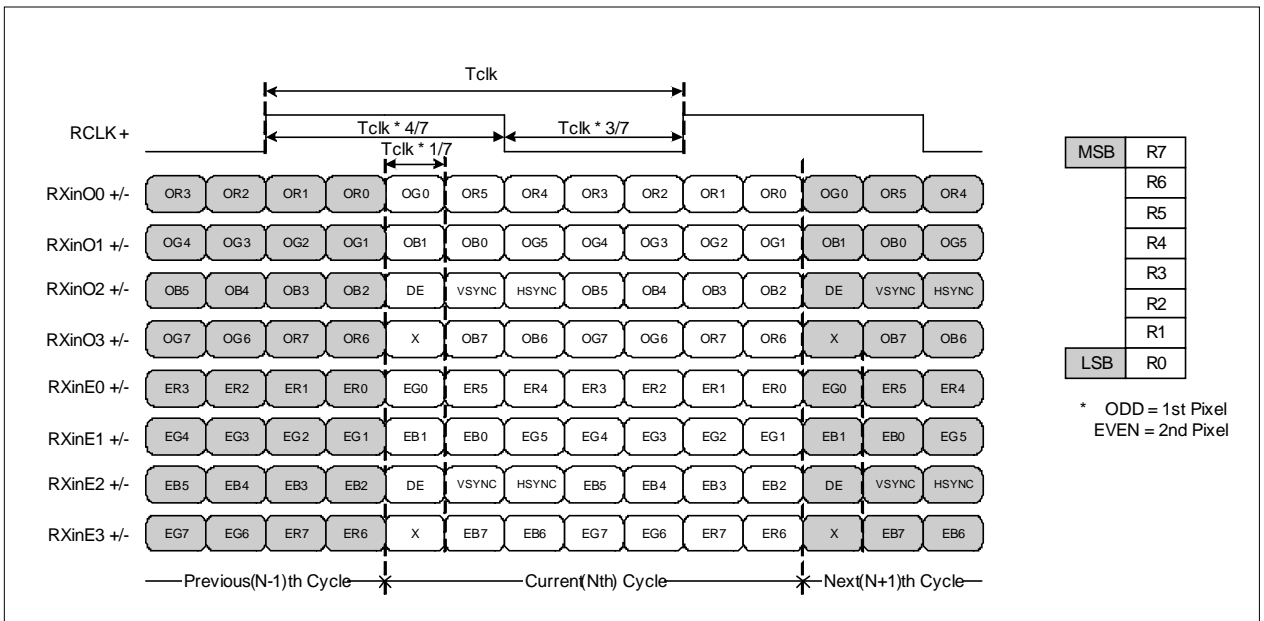 Tclk
RCLK +
Tclk * 4/7
Tclk * 3/7
Tclk * 1/7
RXinO0 +/- OR3 OR2 OR1 OR0 OG0 OR5 OR4 OR3 OR2 OR1 OR0 OG0 OR5 OR4
RXinO1 +/- OG4 OG3 OG2 OG1 OB1 OB0 OG5 OG4 OG3 OG2 OG1 OB1 OB0 OG5
RXinO2 +/- OB5 OB4 OB3 OB2 DE VSYNC HSYNC OB5 OB4 OB3 OB2 DE VSYNC HSYNC
RXinO3 +/- OG7 OG6 OR7 OR6 X OB7 OB6 OG7 OG6 OR7 OR6 X OB7 OB6
RXinE0 +/- ER3 ER2 ER1 ER0 EG0 ER5 ER4 ER3 ER2 ER1 ER0 EG0 ER5 ER4
RXinE1 +/- EG4 EG3 EG2 EG1 EB1 EB0 EG5 EG4 EG3 EG2 EG1 EB1 EB0 EG5
RXinE2 +/- EB5 EB4 EB3 EB2 DE VSYNC HSYNC EB5 EB4 EB3 EB2 DE VSYNC HSYNC
RXinE3 +/- EG7 EG6 ER7 ER6 X EB7 EB6 EG7 EG6 ER7 ER6 X EB7 EB6
Previous(N-1)th Cycle Current(Nth) Cycle Next(N+1)th Cycle
MSB R7
R6
R5
R4
R3
R2
R1
LSB R0
* ODD = 1st Pixel
EVEN = 2nd Pixel